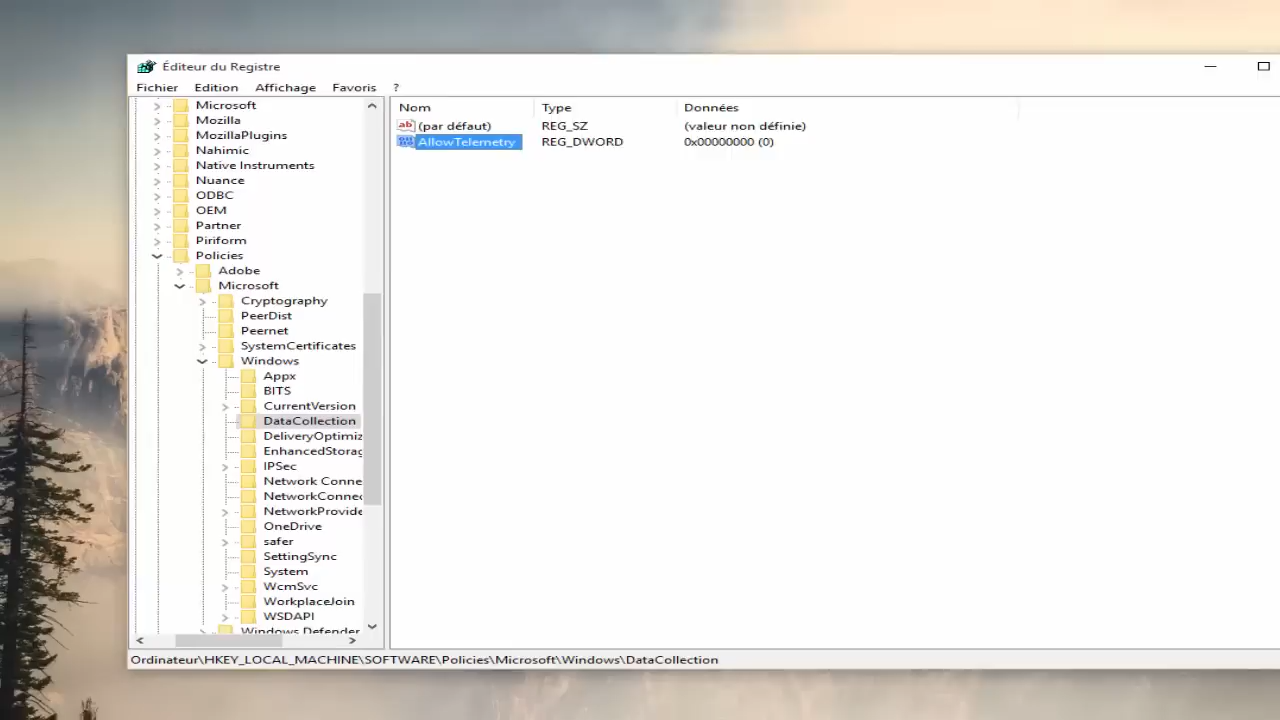 Éditeur du Registre
Fichier Edition Affichage Favoris ?
Microsoft
Mozilla
MozillaPlugins
Nahimic
Native Instruments
Nuance
ODBC
OEM
Partner
Piriform
Policies
Adobe
Microsoft
Cryptography
PeerDist
Peernet
SystemCertificates
Windows
Appx
BITS
CurrentVersion
DataCollection
DeliveryOptimiz
EnhancedStorag
IPSec
Network Conne
NetworkConnec
NetworkProvide
OneDrive
safer
SettingSync
System
WcmSvc
WorkplaceJoin
WSDAPI
Windows Defender
Nom Type Données
(par défaut) REG_SZ (valeur non définie)
AllowTelemetry REG_DWORD 0x00000000 (0)
Ordinateur\HKEY_LOCAL_MACHINE\SOFTWARE\Policies\Microsoft\Windows\DataCollection